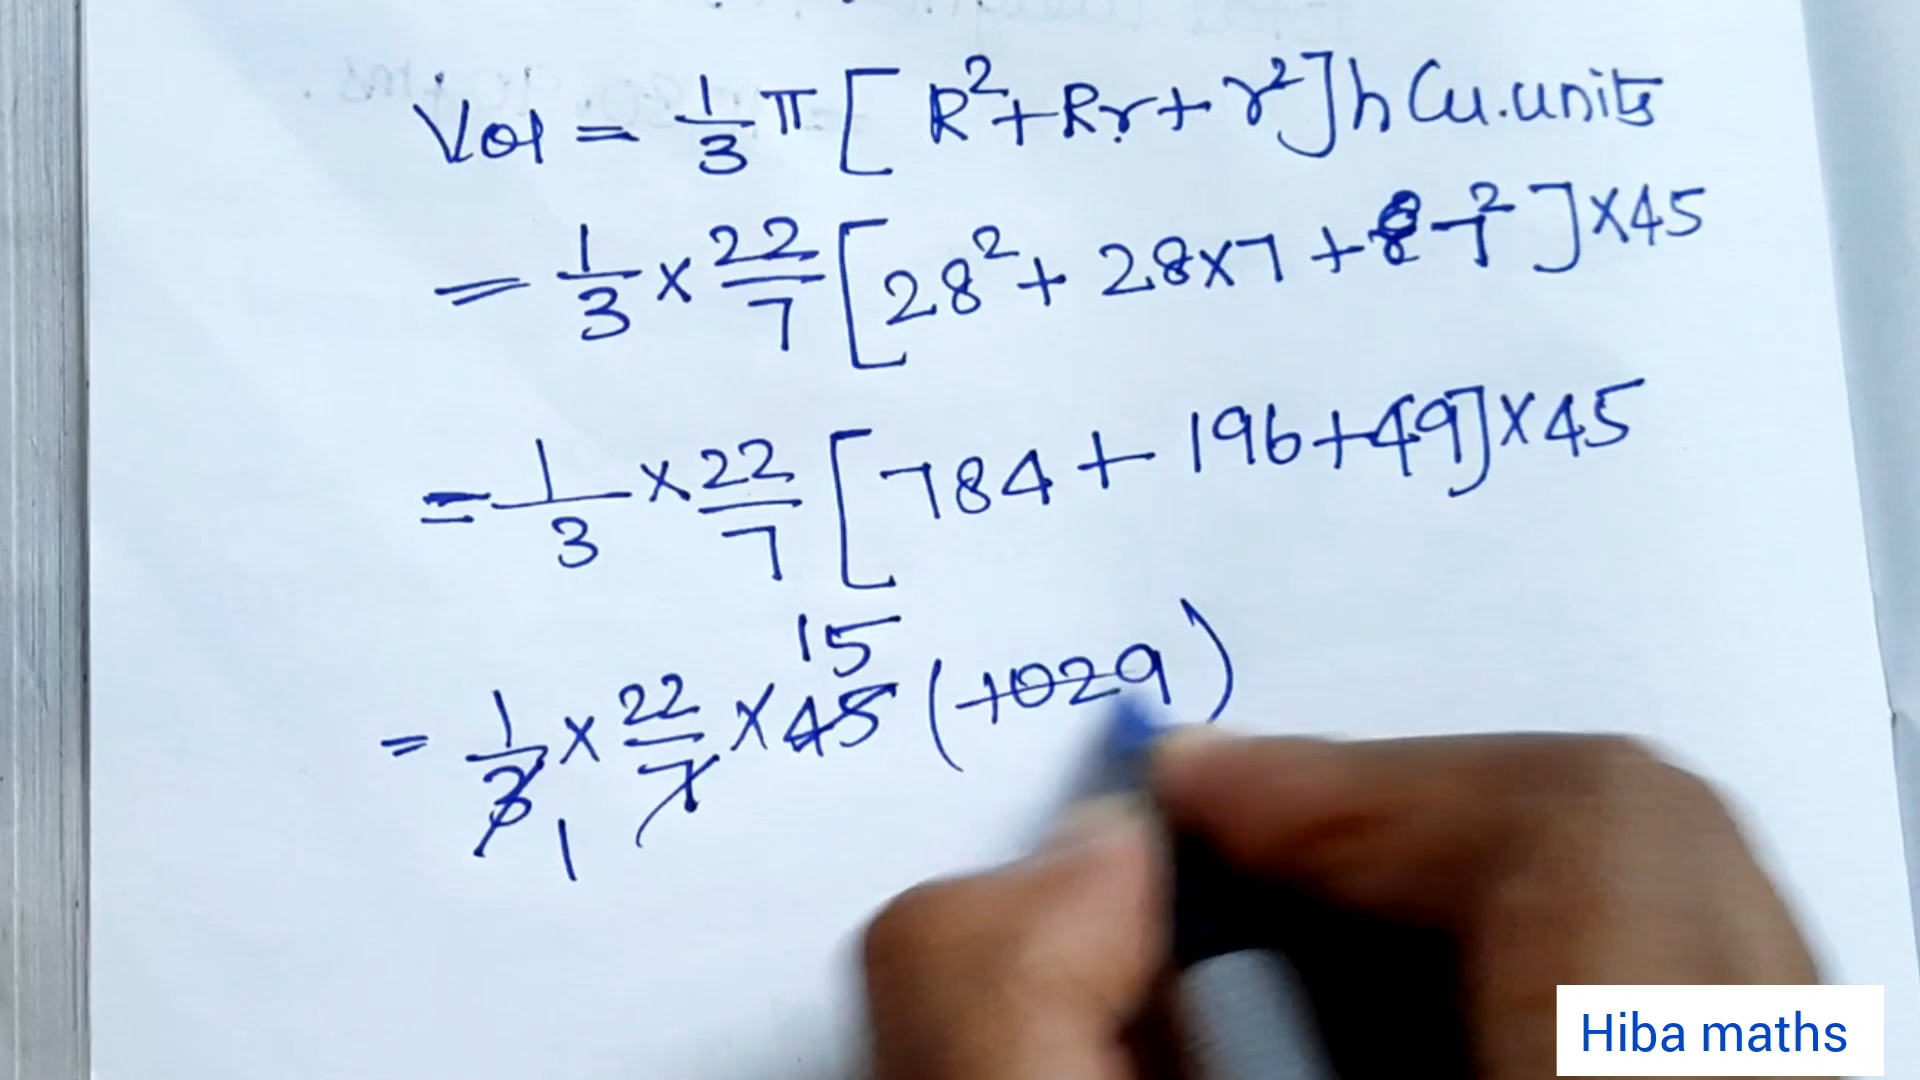 Vol = 1/3 π [ R²+Rr+r²]h Cu.units
= 1/3 × 22/7 [28²+ 28×7 + 7²]×45
= 1/3 × 22/7 [784 + 196+49]×45
15
= 1/3 × 22/7 × 45 (1029)
1
Hiba maths